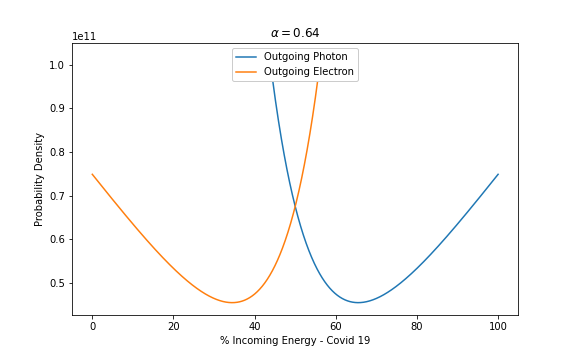 α = 0.64
1e11
Outgoing Photon
Outgoing Electron
1.0
0.9
0.8
0.7
0.6
0.5
Probability Density
0 20 40 60 80 100
% Incoming Energy - Covid 19